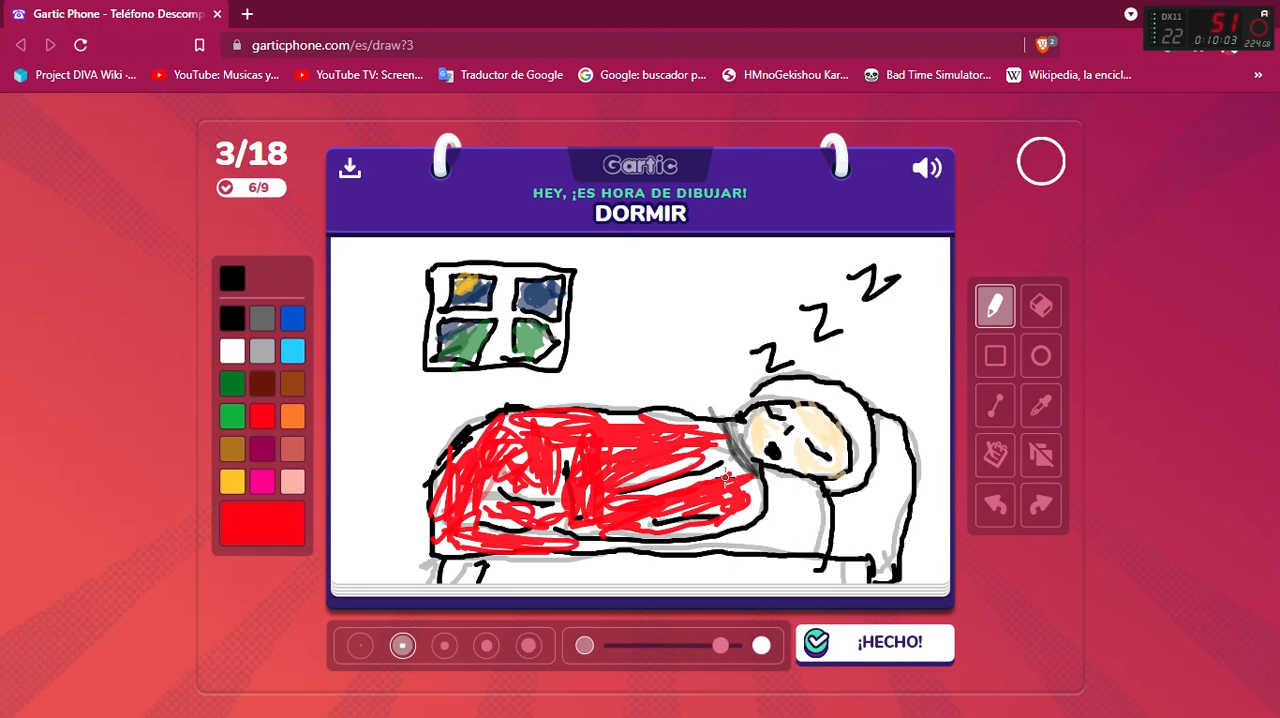 Gartic Phone - Teléfono Descomp
garticphone.com/es/draw?3
2
DX11
22
51
0:10:03
224GB
A
Project DIVA Wiki -...
YouTube: Musicas y...
YouTube TV: Screen...
Traductor de Google
Google: buscador p...
HMnoGekishou Kar...
Bad Time Simulator...
Wikipedia, la encicl...
»
3/18
6/9
Gartic
HEY, ¡ES HORA DE DIBUJAR!
DORMIR
Z
Z
Z
¡HECHO!